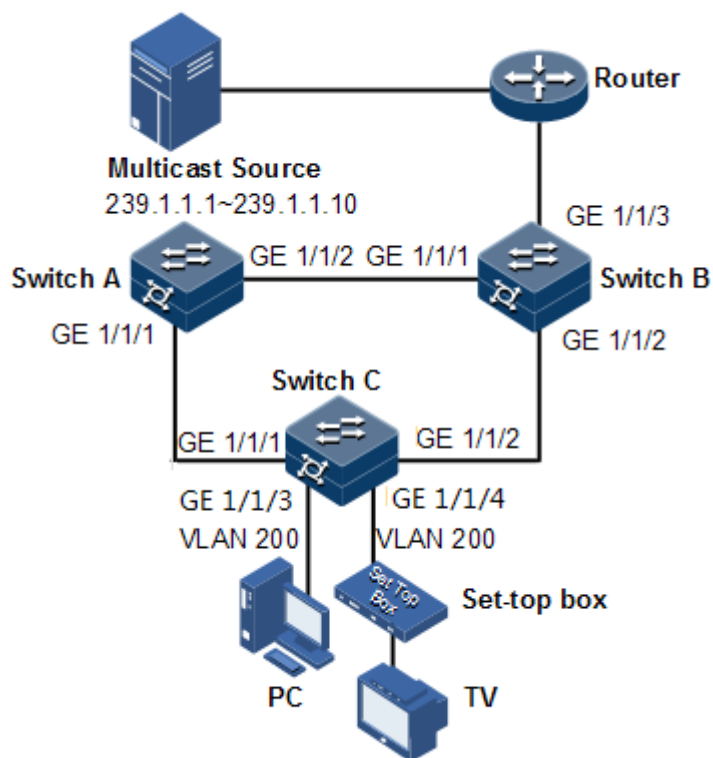 Router
Multicast Source
239.1.1.1~239.1.1.10
GE 1/1/3
Switch A
GE 1/1/2
GE 1/1/1
Switch B
GE 1/1/1
GE 1/1/2
Switch C
GE 1/1/1
GE 1/1/2
GE 1/1/3
GE 1/1/4
VLAN 200
VLAN 200
Set Top
Box
Set-top box
PC
TV